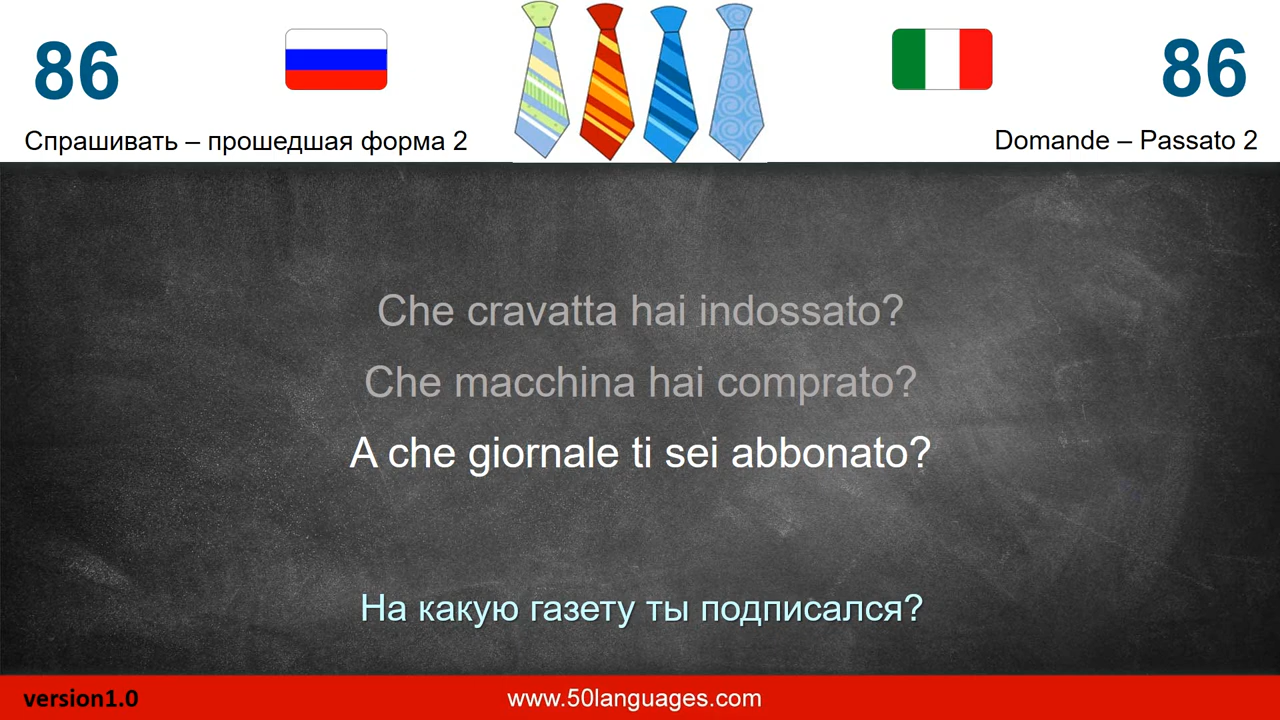 86
86
Спрашивать – прошедшая форма 2
Domande – Passato 2
Che cravatta hai indossato?
Che macchina hai comprato?
A che giornale ti sei abbonato?
На какую газету ты подписался?
version1.0
www.50languages.com